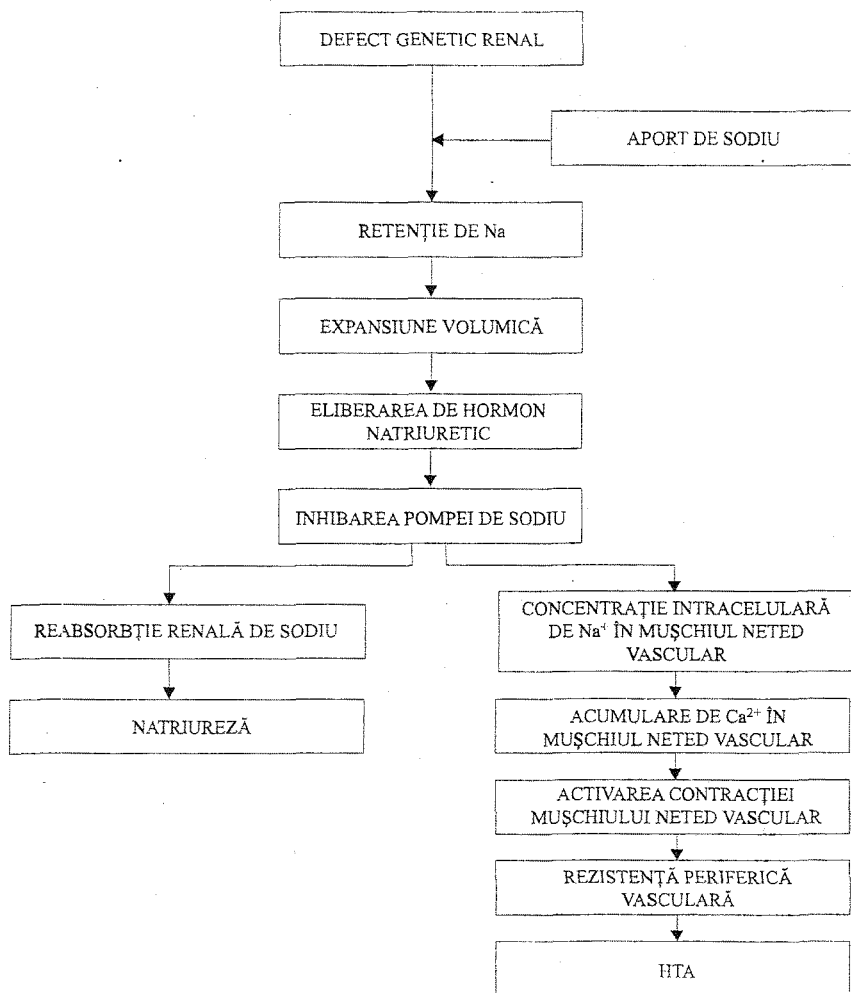 DEFECT GENETIC RENAL
APORT DE SODIU
RETENȚIE DE Na
EXPANSIUNE VOLUMICĂ
ELIBERAREA DE HORMON
NATRIURETIC
INHIBAREA POMPEI DE SODIU
REABSORBȚIE RENALĂ DE SODIU
NATRIUREZĂ
CONCENTRAȚIE INTRACELULARĂ
DE Na⁺ ÎN MUȘCHIUL NETED
VASCULAR
ACUMULARE DE Ca²⁺ ÎN
MUȘCHIUL NETED VASCULAR
ACTIVAREA CONTRACȚIEI
MUȘCHIULUI NETED VASCULAR
REZISTENȚĂ PERIFERICĂ
VASCULARĂ
HTA